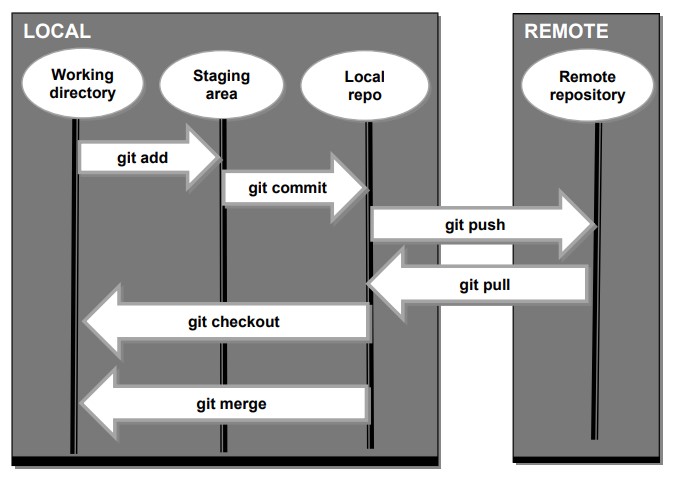 LOCAL
REMOTE
Working
directory
Staging
area
Local
repo
Remote
repository
git add
git commit
git push
git pull
git checkout
git merge